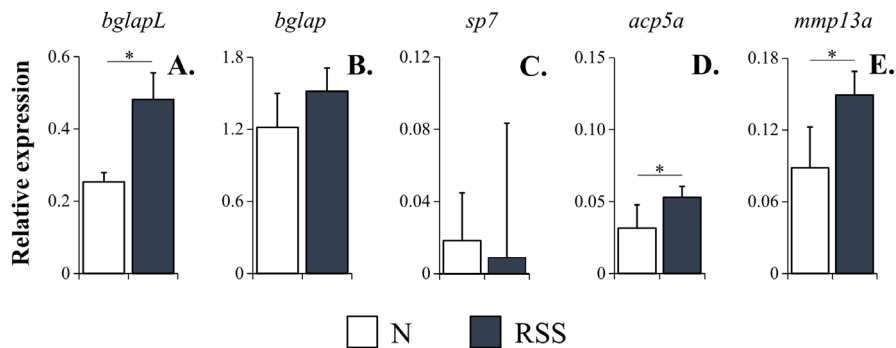 bglapL bglap sp7 acp5a mmp13a
0.6 1.8 0.12 0.15 0.18
* A. B. C. D. * E.
Relative expression
0.4 1.2 0.08 0.10 0.12
*
0.2 0.6 0.04 0.05 0.06
0 0 0 0 0
N RSS